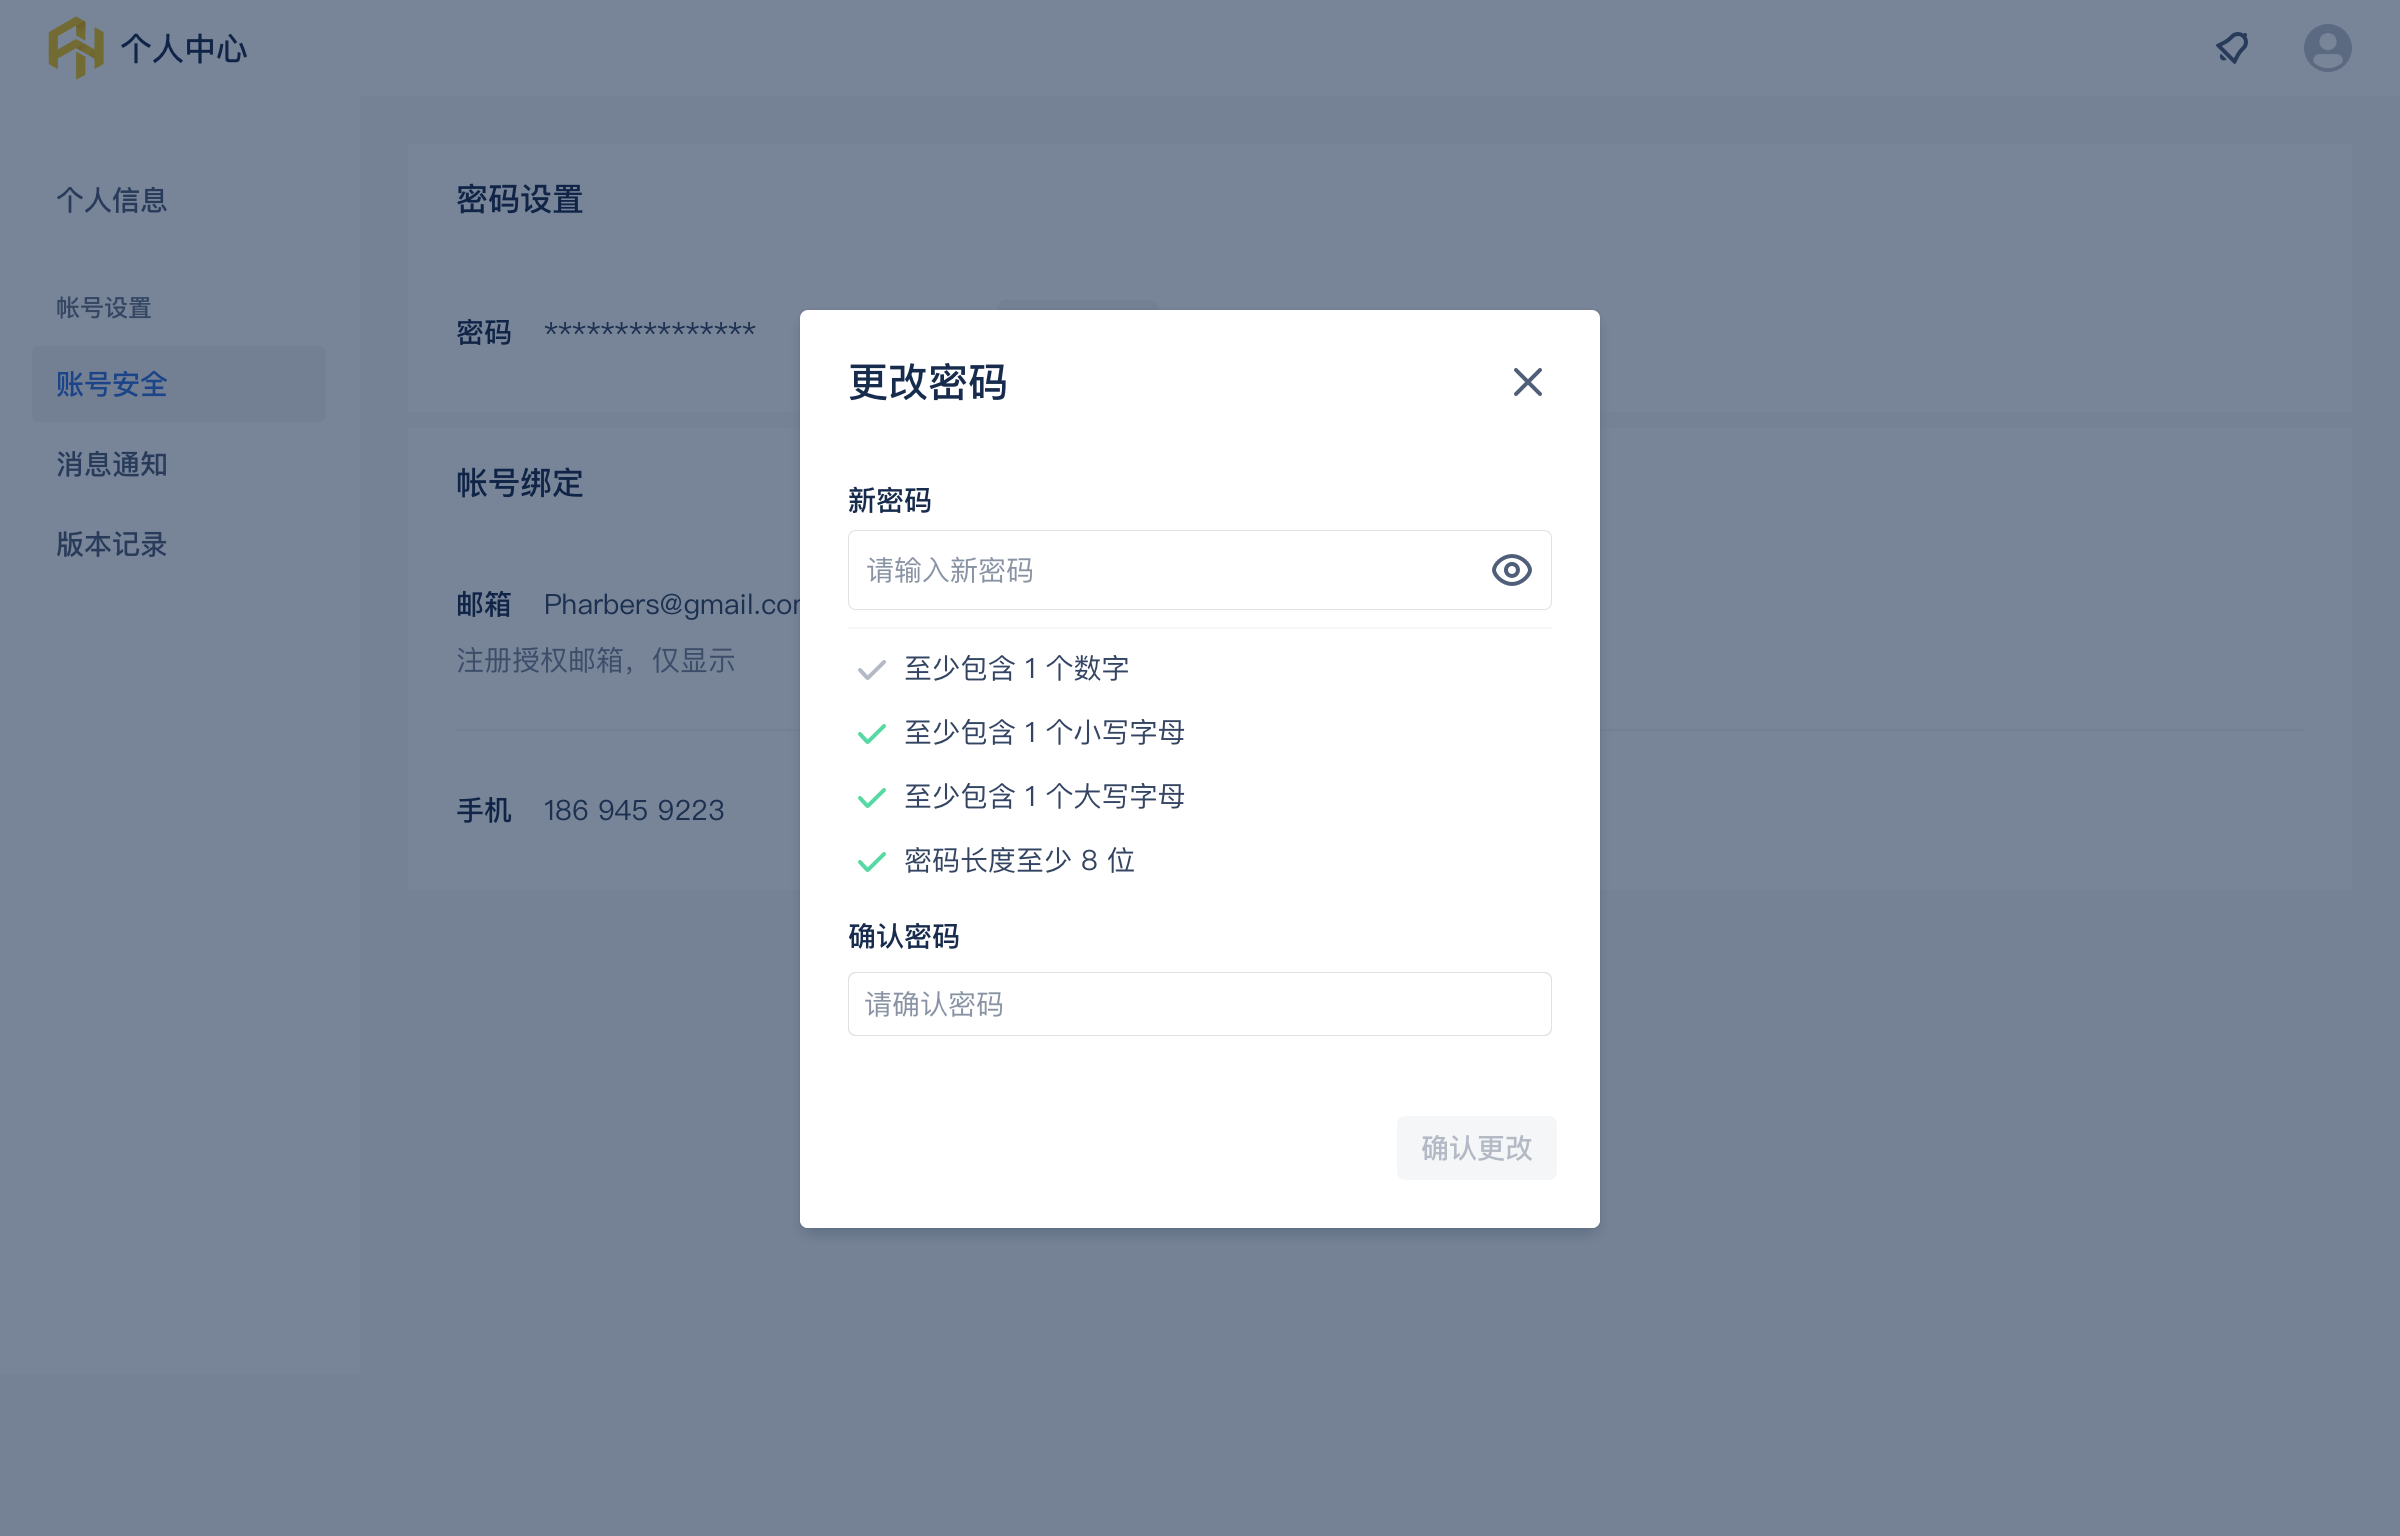 个人中心
个人信息
帐号设置
账号安全
消息通知
版本记录
密码设置
密码 ***************
帐号绑定
邮箱 Pharbers@gmail.co
注册授权邮箱，仅显示
手机 186 945 9223
更改密码
新密码
请输入新密码
至少包含 1 个数字
至少包含 1 个小写字母
至少包含 1 个大写字母
密码长度至少 8 位
确认密码
请确认密码
确认更改